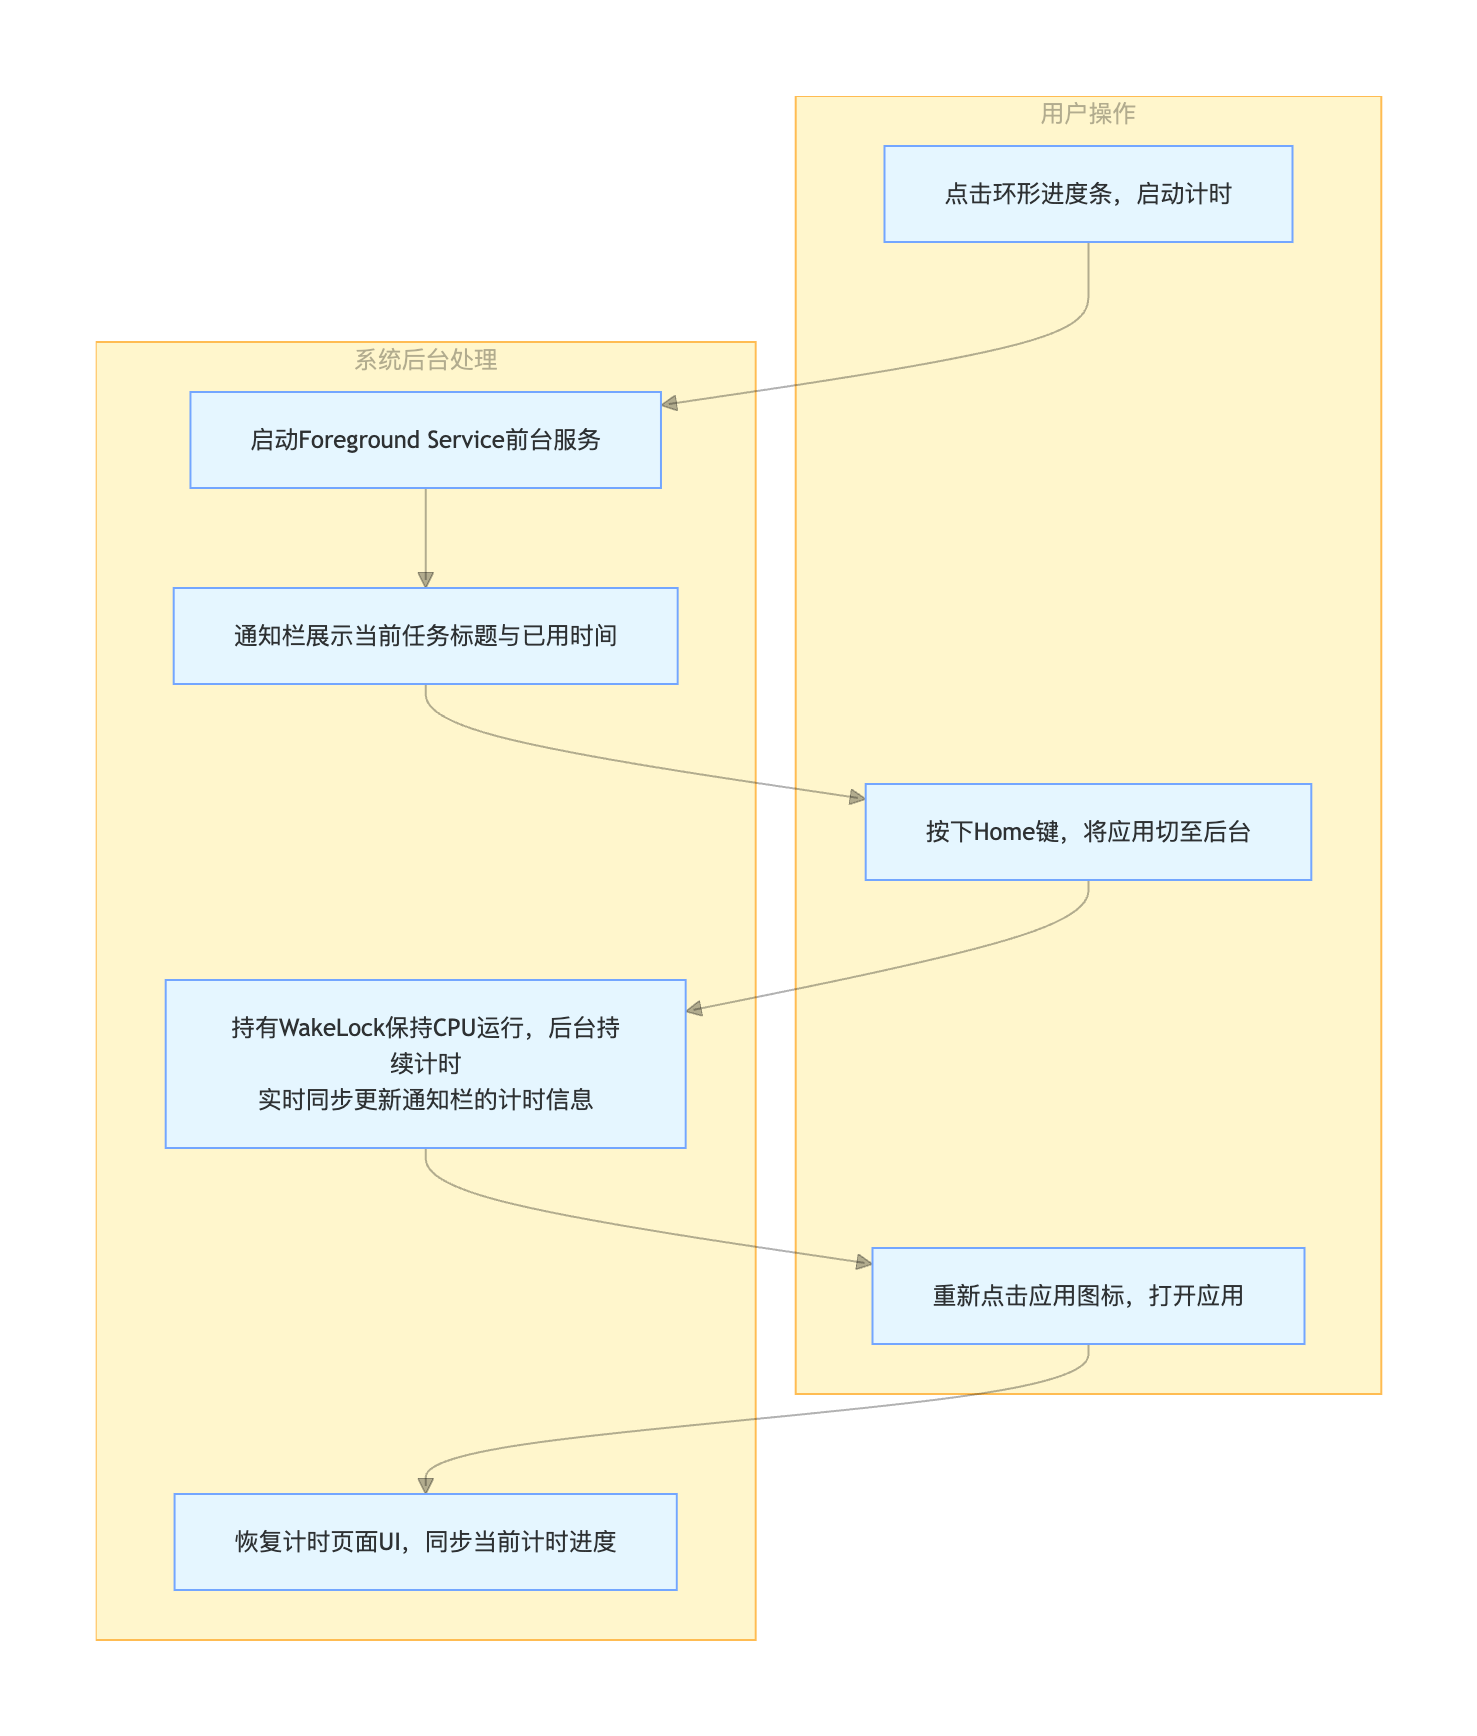 用户操作
点击环形进度条，启动计时
系统后台处理
启动Foreground Service前台服务
通知栏展示当前任务标题与已用时间
按下Home键，将应用切至后台
持有WakeLock保持CPU运行，后台持
续计时
实时同步更新通知栏的计时信息
重新点击应用图标，打开应用
恢复计时页面UI，同步当前计时进度